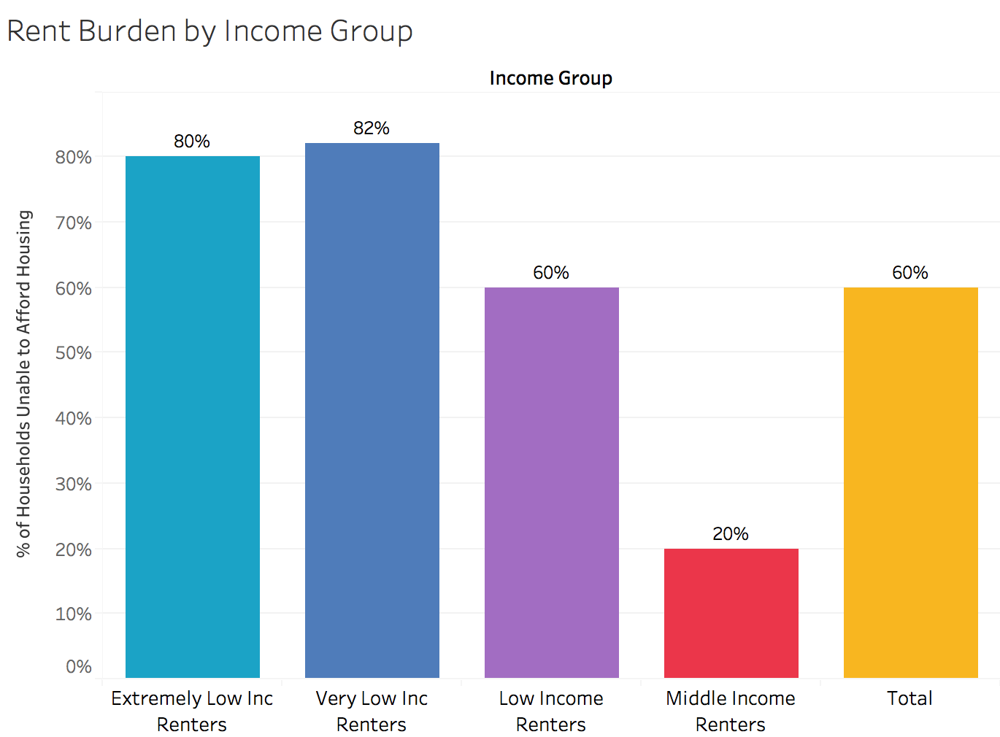 Rent Burden by Income Group
Income Group
% of Households Unable to Afford Housing
80%
70%
60%
50%
40%
30%
20%
10%
0%
80%
82%
60%
20%
60%
Extremely Low Inc
Renters
Very Low Inc
Renters
Low Income
Renters
Middle Income
Renters
Total